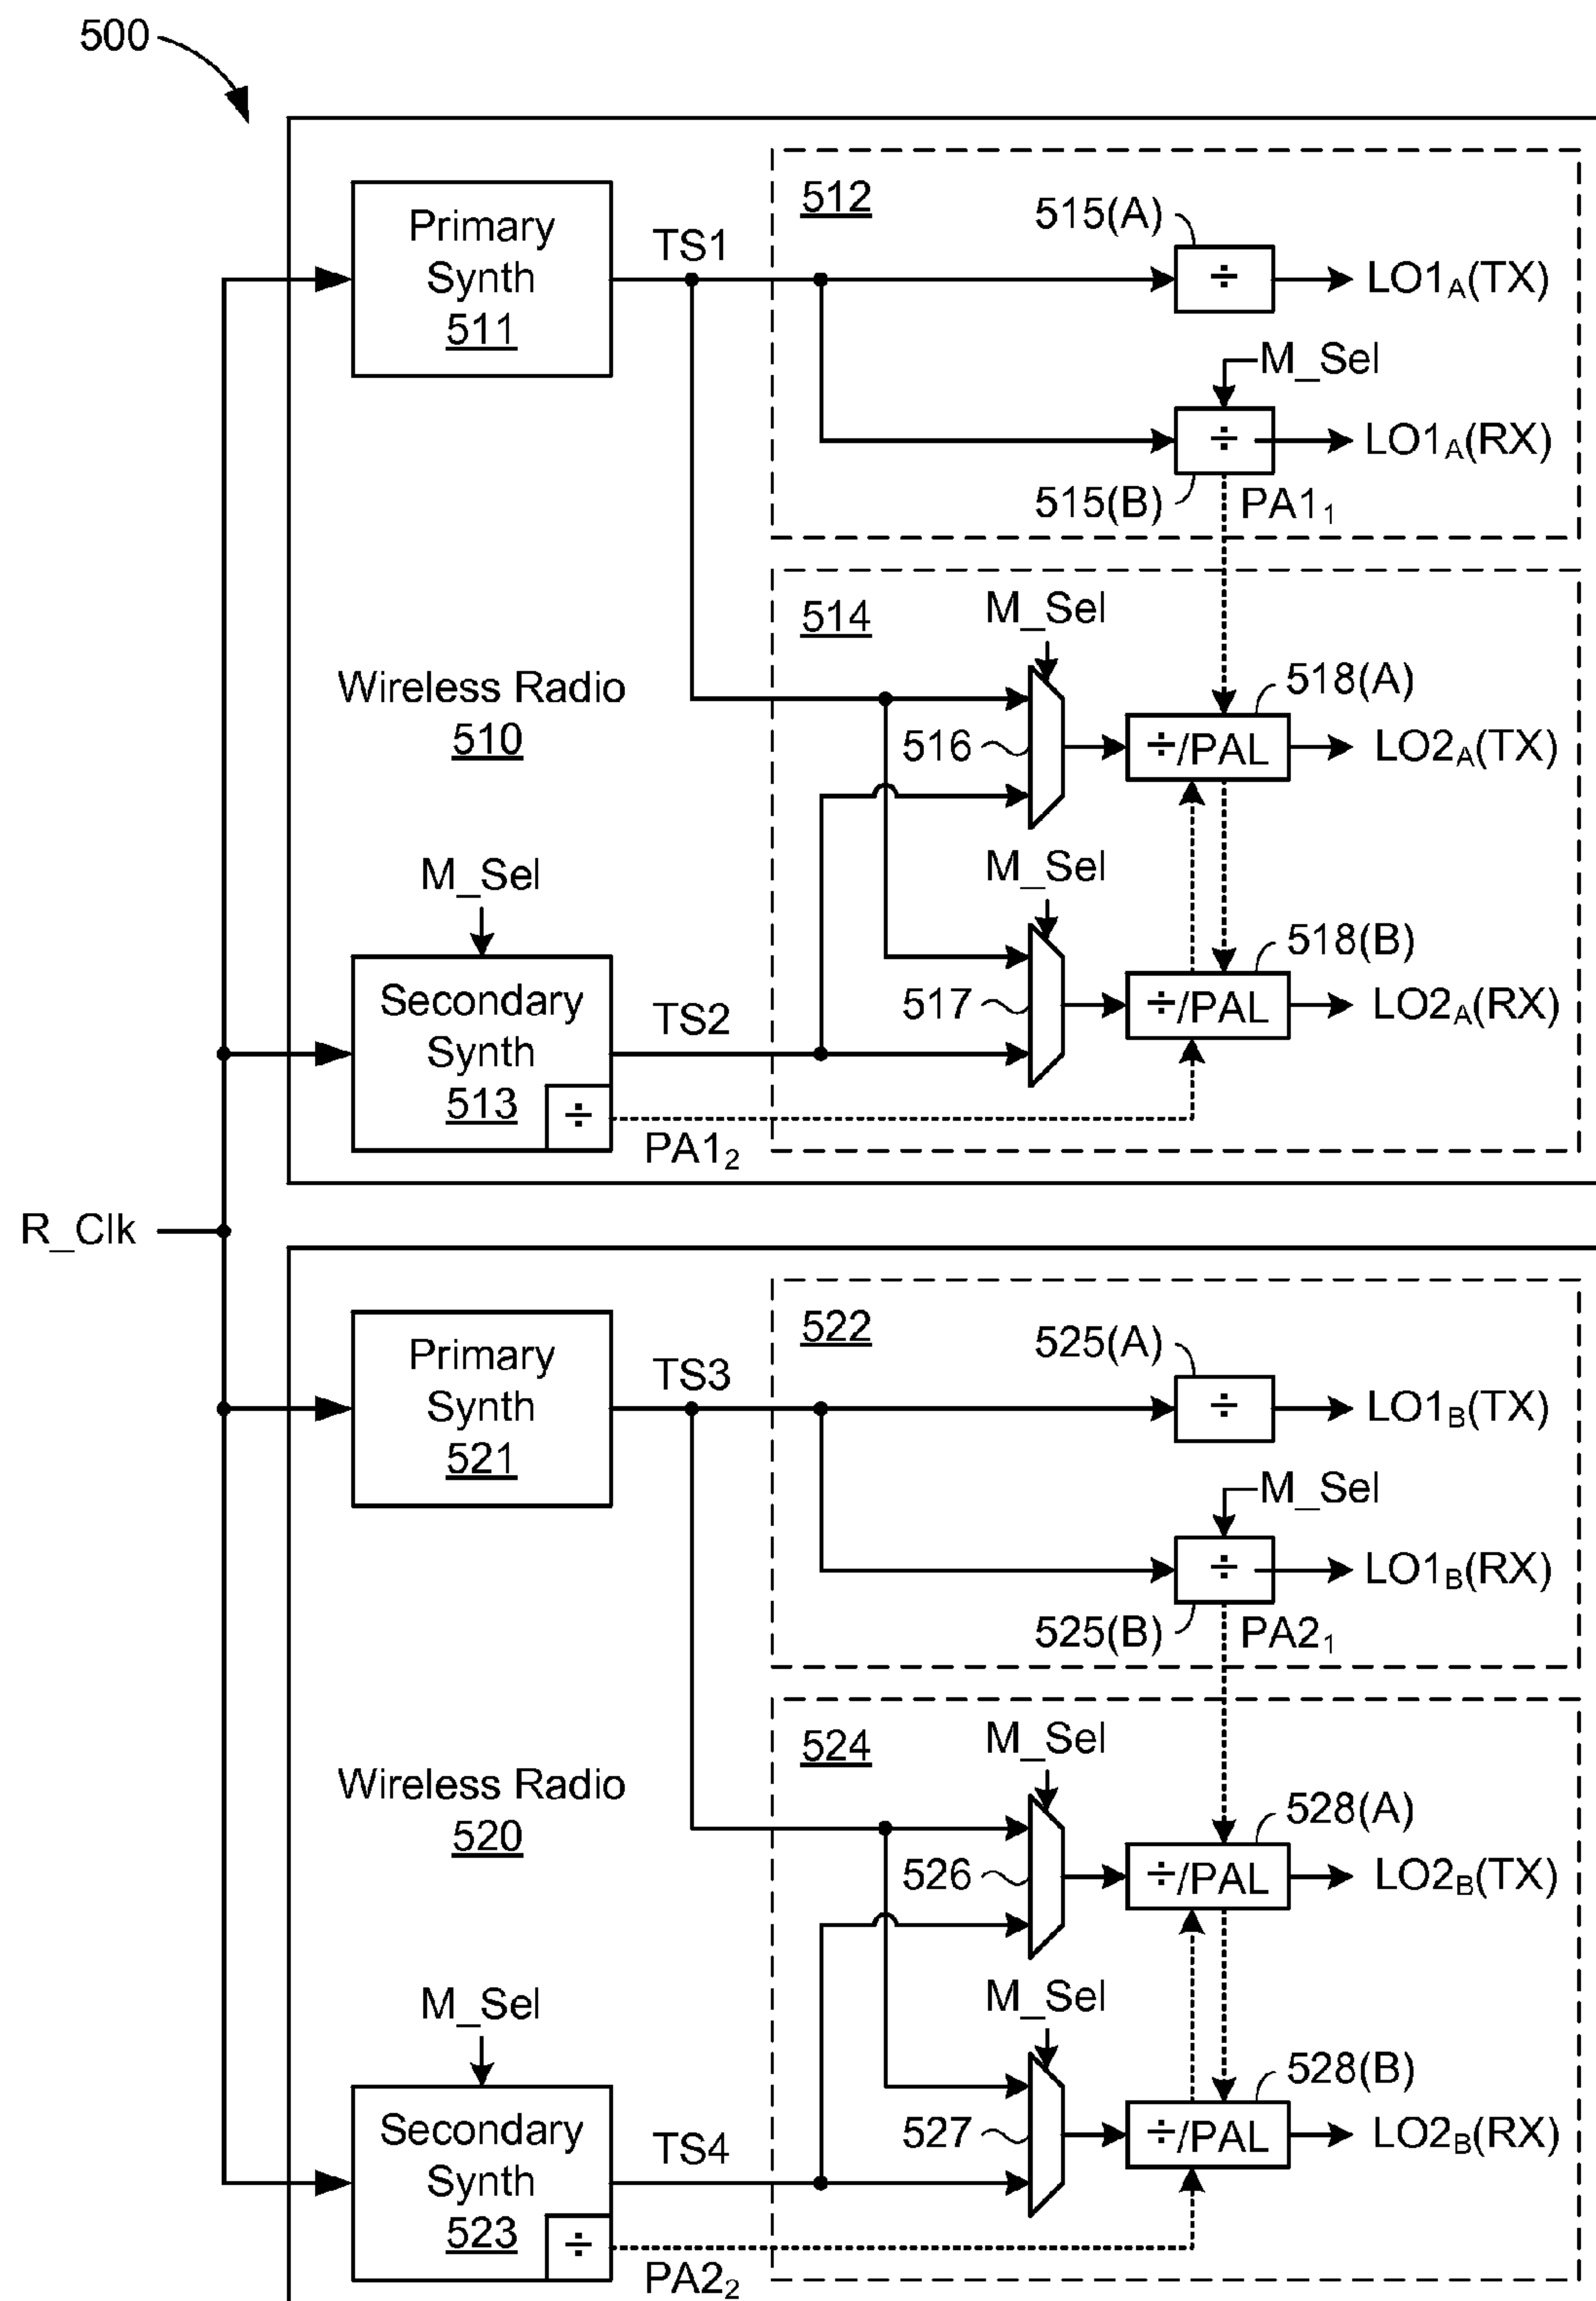 500
512
515(A)
Primary
Synth
511
TS1
÷
LO1A(TX)
M_Sel
÷
LO1A(RX)
515(B)
PA11
514
M_Sel
Wireless Radio
510
516
518(A)
÷/PAL
LO2A(TX)
M_Sel
M_Sel
518(B)
Secondary
Synth
513
÷
TS2
517
÷/PAL
LO2A(RX)
PA12
R_Clk
522
525(A)
Primary
Synth
521
TS3
÷
LO1B(TX)
M_Sel
÷
LO1B(RX)
525(B)
PA21
524
M_Sel
Wireless Radio
520
526
528(A)
÷/PAL
LO2B(TX)
M_Sel
M_Sel
528(B)
Secondary
Synth
523
÷
TS4
527
÷/PAL
LO2B(RX)
PA22